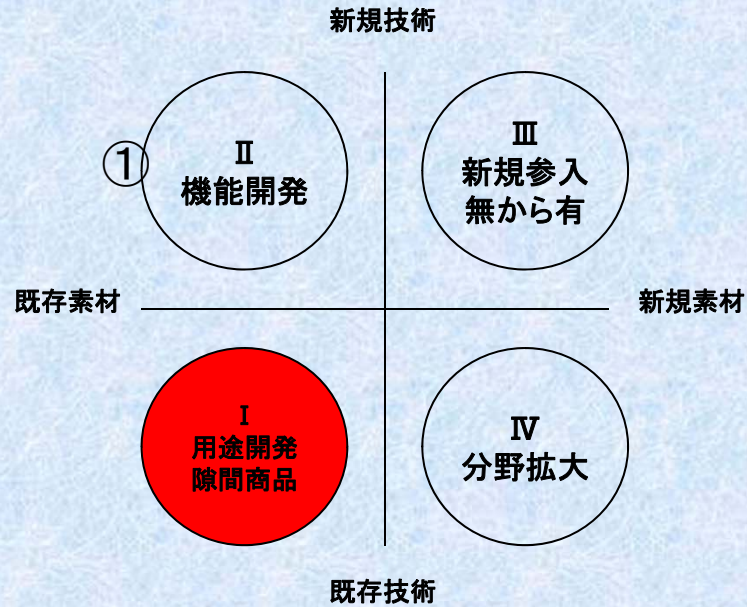 新規技術
①
Ⅱ
機能開発
Ⅲ
新規参入
無から有
既存素材
新規素材
Ⅰ
用途開発
隙間商品
Ⅳ
分野拡大
既存技術